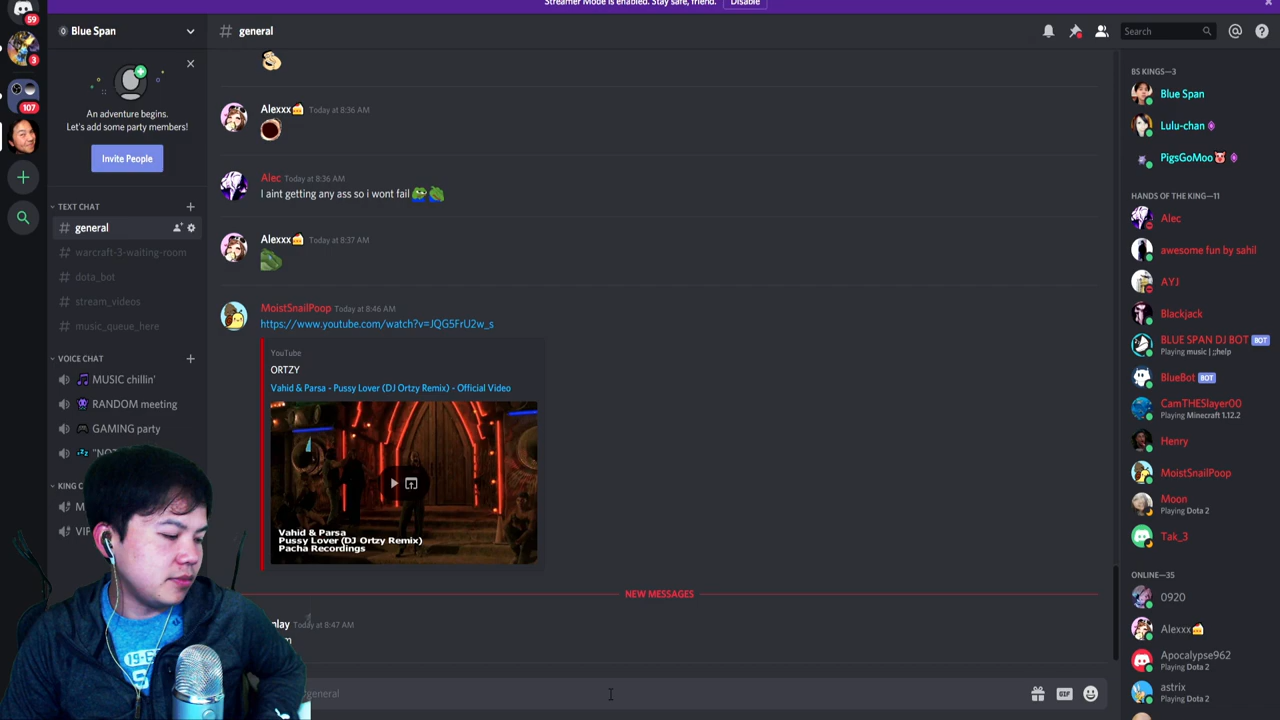 Streamer Mode is enabled. Stay safe, friend.
Disable
59
3
107
Blue Span
An adventure begins.
Let's add some party members!
Invite People
TEXT CHAT
general
warcraft-3-waiting-room
dota_bot
stream_videos
music_queue_here
VOICE CHAT
MUSIC chillin'
RANDOM meeting
GAMING party
KING
VIP
general
Search
Alexxx Today at 8:36 AM
Alec Today at 8:36 AM
I aint getting any ass so i wont fail
Alexxx Today at 8:37 AM
MoistSnailPoop Today at 8:46 AM
https://www.youtube.com/watch?v=JQG5FrU2w_s
YouTube
ORTZY
Vahid & Parsa - Pussy Lover (DJ Ortzy Remix) - Official Video
Vahid & Parsa
Pussy Lover (DJ Ortzy Remix)
Pacha Recordings
NEW MESSAGES
Today at 8:47 AM
general
GIF
BS KINGS—3
Blue Span
Lulu-chan
PigsGoMoo
HANDS OF THE KING—11
Alec
awesome fun by sahil
AYJ
Blackjack
BLUE SPAN DJ BOT BOT
Playing music | ;;help
BlueBot BOT
CamTHESlayer00
Playing Minecraft 1.12.2
Henry
MoistSnailPoop
Moon
Playing Dota 2
Tak_3
ONLINE—35
0920
Alexxx
Apocalypse962
Playing Dota 2
astrix
Playing Dota 2